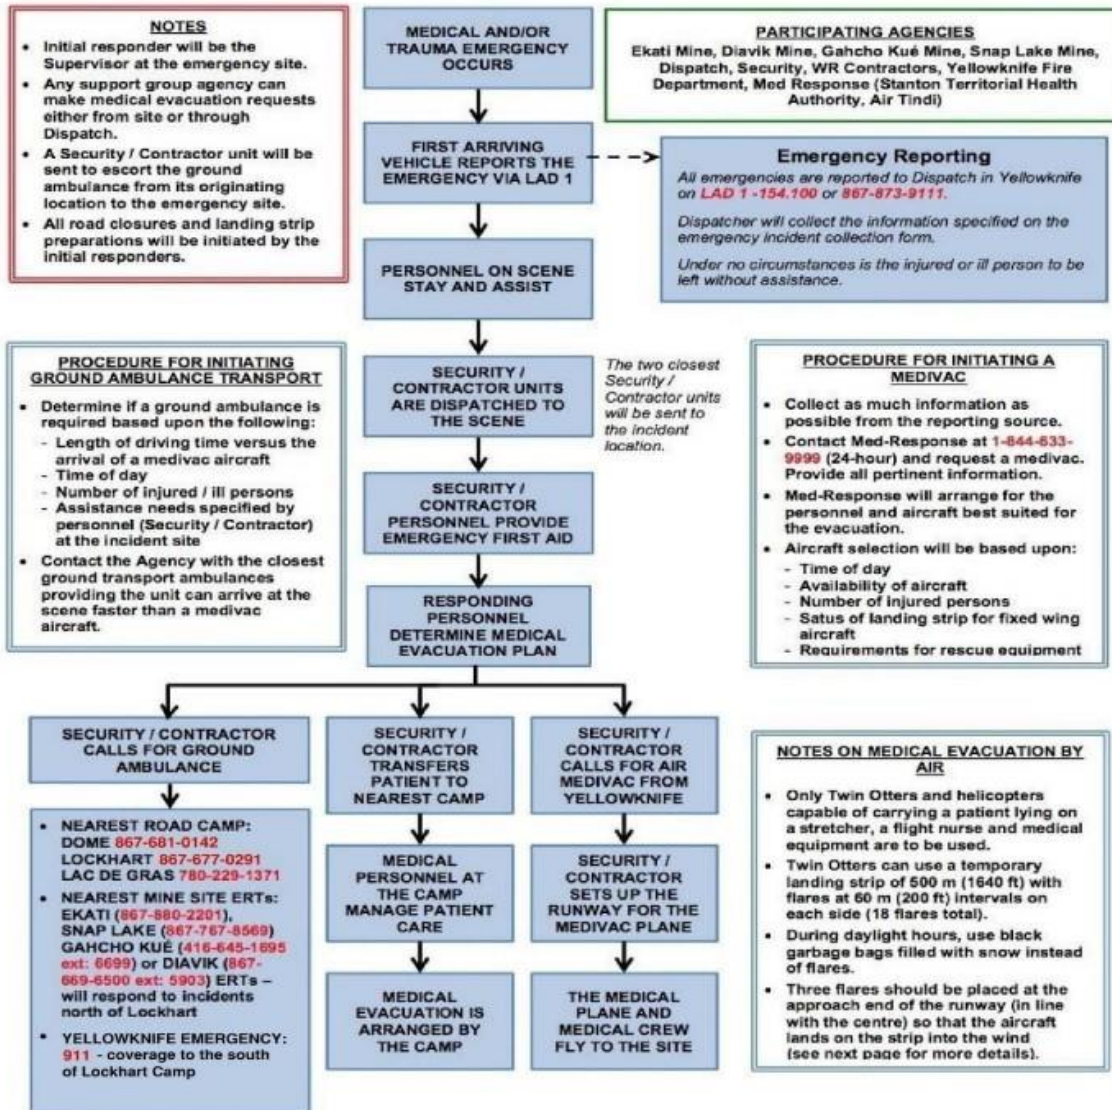 NOTES
• Initial responder will be the
Supervisor at the emergency site.
• Any support group agency can
make medical evacuation requests
either from site or through
Dispatch.
• A Security / Contractor unit will be
sent to escort the ground
ambulance from its originating
location to the emergency site.
• All road closures and landing strip
preparations will be initiated by the
initial responders.
MEDICAL AND/OR
TRAUMA EMERGENCY
OCCURS
PARTICIPATING AGENCIES
Ekati Mine, Diavik Mine, Gahcho Kué Mine, Snap Lake Mine,
Dispatch, Security, WR Contractors, Yellowknife Fire
Department, Med Response (Stanton Territorial Health
Authority, Air Tindi)
FIRST ARRIVING
VEHICLE REPORTS THE
EMERGENCY VIA LAD 1
Emergency Reporting
All emergencies are reported to Dispatch in Yellowknife
on LAD 1 -154.100 or 867-873-9111.
Dispatcher will collect the information specified on the
emergency incident collection form.
Under no circumstances is the injured or ill person to be
left without assistance.
PERSONNEL ON SCENE
STAY AND ASSIST
PROCEDURE FOR INITIATING
GROUND AMBULANCE TRANSPORT
• Determine if a ground ambulance is
required based upon the following:
- Length of driving time versus the
arrival of a medivac aircraft
- Time of day
- Number of injured / ill persons
- Assistance needs specified by
personnel (Security / Contractor)
at the incident site
• Contact the Agency with the closest
ground transport ambulances
providing the unit can arrive at the
scene faster than a medivac
aircraft.
SECURITY /
CONTRACTOR UNITS
ARE DISPATCHED TO
THE SCENE
The two closest
Security /
Contractor units
will be sent to
the incident
location.
PROCEDURE FOR INITIATING A
MEDIVAC
• Collect as much information as
possible from the reporting source.
• Contact Med-Response at 1-844-633-
9999 (24-hour) and request a medivac.
Provide all pertinent information.
• Med-Response will arrange for the
personnel and aircraft best suited for
the evacuation.
• Aircraft selection will be based upon:
- Time of day
- Availability of aircraft
- Number of injured persons
- Satus of landing strip for fixed wing
aircraft
- Requirements for rescue equipment
SECURITY /
CONTRACTOR
PERSONNEL PROVIDE
EMERGENCY FIRST AID
RESPONDING
PERSONNEL
DETERMINE MEDICAL
EVACUATION PLAN
SECURITY / CONTRACTOR
CALLS FOR GROUND
AMBULANCE
SECURITY /
CONTRACTOR
TRANSFERS
PATIENT TO
NEAREST CAMP
SECURITY /
CONTRACTOR
CALLS FOR AIR
MEDIVAC FROM
YELLOWKNIFE
• NEAREST ROAD CAMP:
DOME 867-681-0142
LOCKHART 867-677-0291
LAC DE GRAS 780-229-1371
• NEAREST MINE SITE ERTs:
EKATI (867-880-2201),
SNAP LAKE (867-767-8569)
GAHCHO KUÉ (416-645-1695
ext: 6699) or DIAVIK (867-
669-6500 ext: 5903) ERTs –
will respond to incidents
north of Lockhart
• YELLOWKNIFE EMERGENCY:
911 - coverage to the south
of Lockhart Camp
MEDICAL
PERSONNEL AT
THE CAMP
MANAGE PATIENT
CARE
SECURITY /
CONTRACTOR
SETS UP THE
RUNWAY FOR THE
MEDIVAC PLANE
MEDICAL
EVACUATION IS
ARRANGED BY
THE CAMP
THE MEDICAL
PLANE AND
MEDICAL CREW
FLY TO THE SITE
NOTES ON MEDICAL EVACUATION BY
AIR
• Only Twin Otters and helicopters
capable of carrying a patient lying on
a stretcher, a flight nurse and medical
equipment are to be used.
• Twin Otters can use a temporary
landing strip of 500 m (1640 ft) with
flares at 60 m (200 ft) intervals on
each side (18 flares total).
• During daylight hours, use black
garbage bags filled with snow instead
of flares.
• Three flares should be placed at the
approach end of the runway (in line
with the centre) so that the aircraft
lands on the strip into the wind
(see next page for more details).